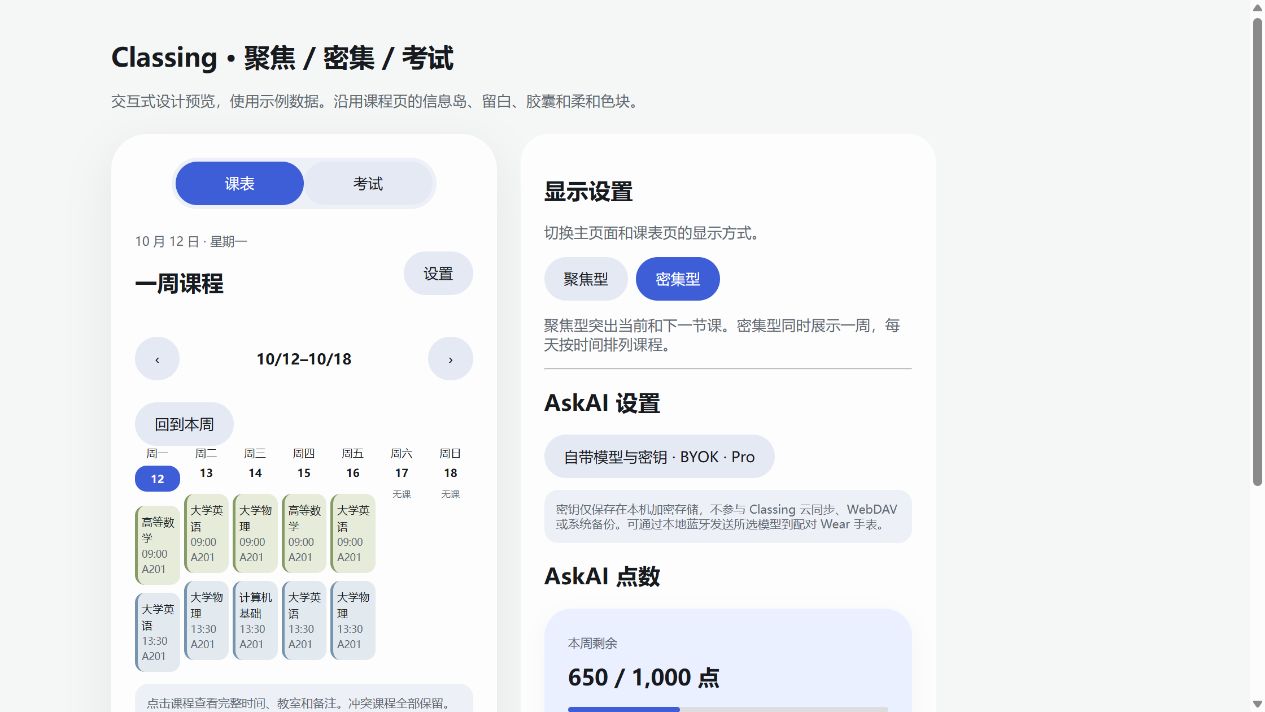 Classing · 聚焦 / 密集 / 考试
交互式设计预览，使用示例数据。沿用课程页的信息岛、留白、胶囊和柔和色块。
课表
考试
10 月 12 日 · 星期一
一周课程
设置
‹
10/12–10/18
›
回到本周
周一 周二 周三 周四 周五 周六 周日
12 13 14 15 16 17 18
无课 无课
高等数
学
09:00
A201
大学英
语
09:00
A201
大学物
理
09:00
A201
高等数
学
09:00
A201
大学英
语
09:00
A201
大学英
语
13:30
A201
大学物
理
13:30
A201
计算机
基础
13:30
A201
大学英
语
13:30
A201
大学物
理
13:30
A201
点击课程查看完整时间、教室和备注。冲突课程全部保留。
显示设置
切换主页面和课表页的显示方式。
聚焦型
密集型
聚焦型突出当前和下一节课。密集型同时展示一周，每
天按时间排列课程。
AskAI 设置
自带模型与密钥 · BYOK · Pro
密钥仅保存在本机加密存储，不参与 Classing 云同步、WebDAV
或系统备份。可通过本地蓝牙发送所选模型到配对 Wear 手表。
AskAI 点数
本周剩余
650 / 1,000 点